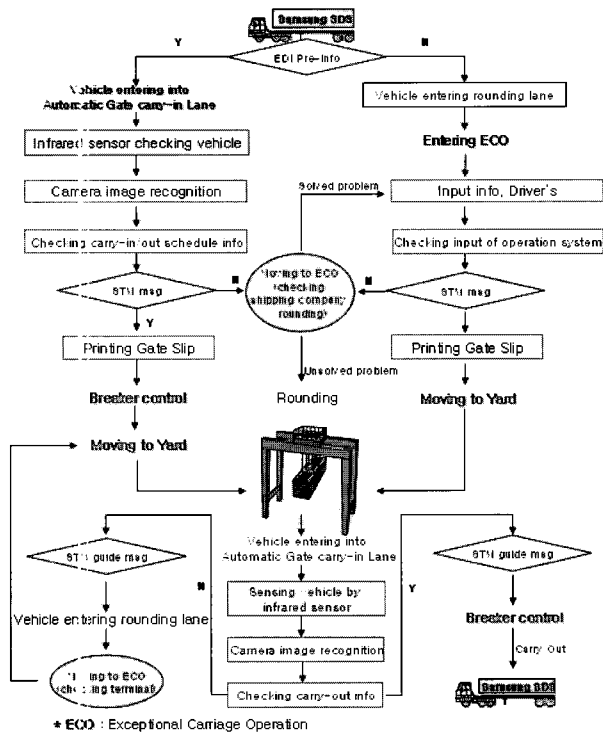 Samsung SDS
Y
EDI Pre-Info
N
Vehicle entering into
Automatic Gate carry-in Lane
Vehicle entering rounding lane
Infrared sensor checking vehicle
Entering ECO
Camera image recognition
Solved problem
Input info, Driver's
Checking carry-in/out schedule info
Checking input of operation system
STM msg
N
Moving to ECO
(checking
shipping company
rounding)
N
STM msg
Y
Printing Gate Slip
Printing Gate Slip
Unsolved problem
Breaker control
Rounding
Moving to Yard
Moving to Yard
Vehicle entering into
Automatic Gate carry-in Lane
STM guide msg
N
STM guide msg
Sensing vehicle by
infrared sensor
Y
Vehicle entering rounding lane
Breaker control
Camera image recognition
Carry Out
to ECO
terminal
Checking carry-out info
Samsung SDS
Y
* ECO : Exceptional Carriage Operation